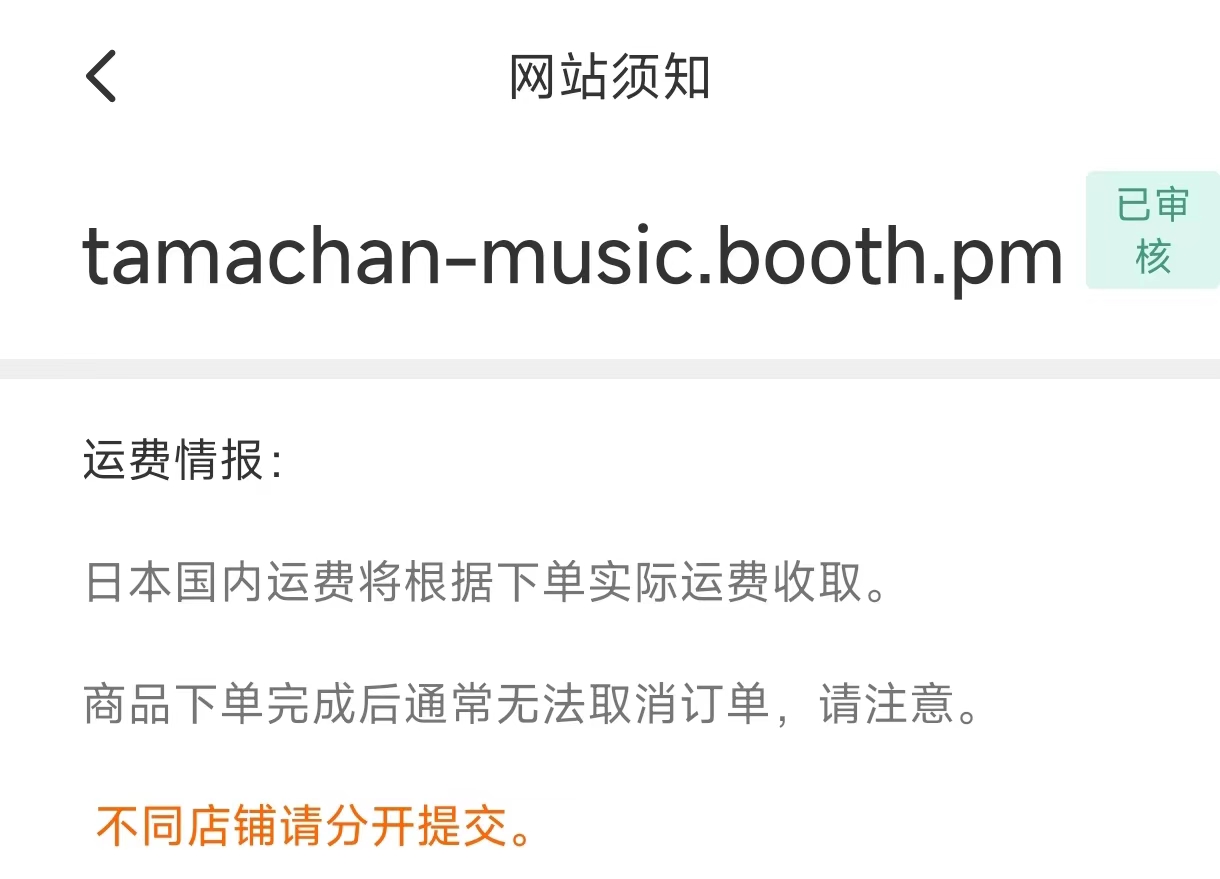 网站须知
tamachan-music.booth.pm
已审
核
运费情报：
日本国内运费将根据下单实际运费收取。
商品下单完成后通常无法取消订单，请注意。
不同店铺请分开提交。